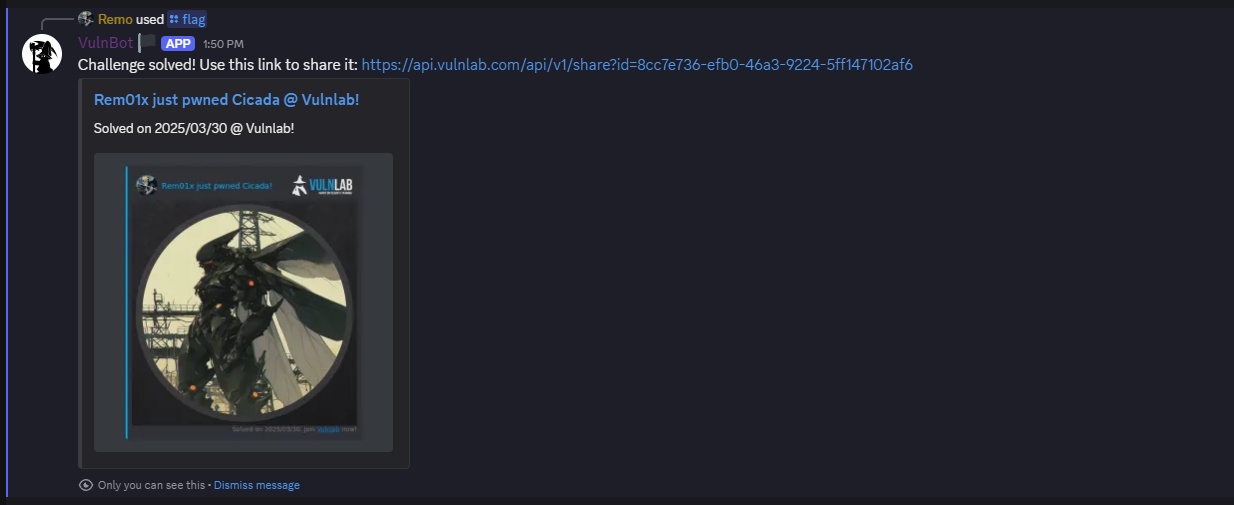 Remo used flag
VulnBot APP 1:50 PM
Challenge solved! Use this link to share it: https://api.vulnlab.com/api/v1/share?id=8cc7e736-efb0-46a3-9224-5ff147102af6
Rem01x just pwned Cicada @ Vulnlab!
Solved on 2025/03/30 @ Vulnlab!
Rem01x just pwned Cicada!
VULNLAB
Solved on 2025/03/30, join Vulnlab now!
Only you can see this • Dismiss message